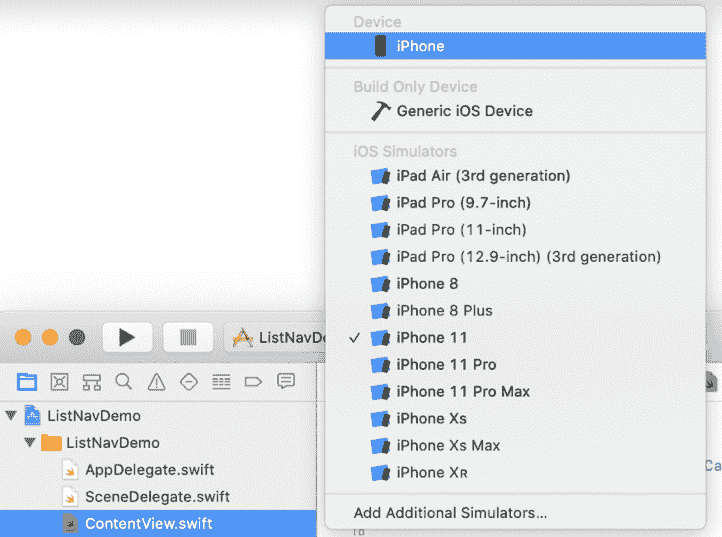 Device
iPhone
Build Only Device
Generic iOS Device
iOS Simulators
iPad Air (3rd generation)
iPad Pro (9.7-inch)
iPad Pro (11-inch)
iPad Pro (12.9-inch) (3rd generation)
iPhone 8
iPhone 8 Plus
iPhone 11
iPhone 11 Pro
iPhone 11 Pro Max
iPhone Xs
iPhone Xs Max
iPhone XR
Add Additional Simulators...
ListNavDe
ListNavDemo
ListNavDemo
AppDelegate.swift
SceneDelegate.swift
ContentView.swift
Ca